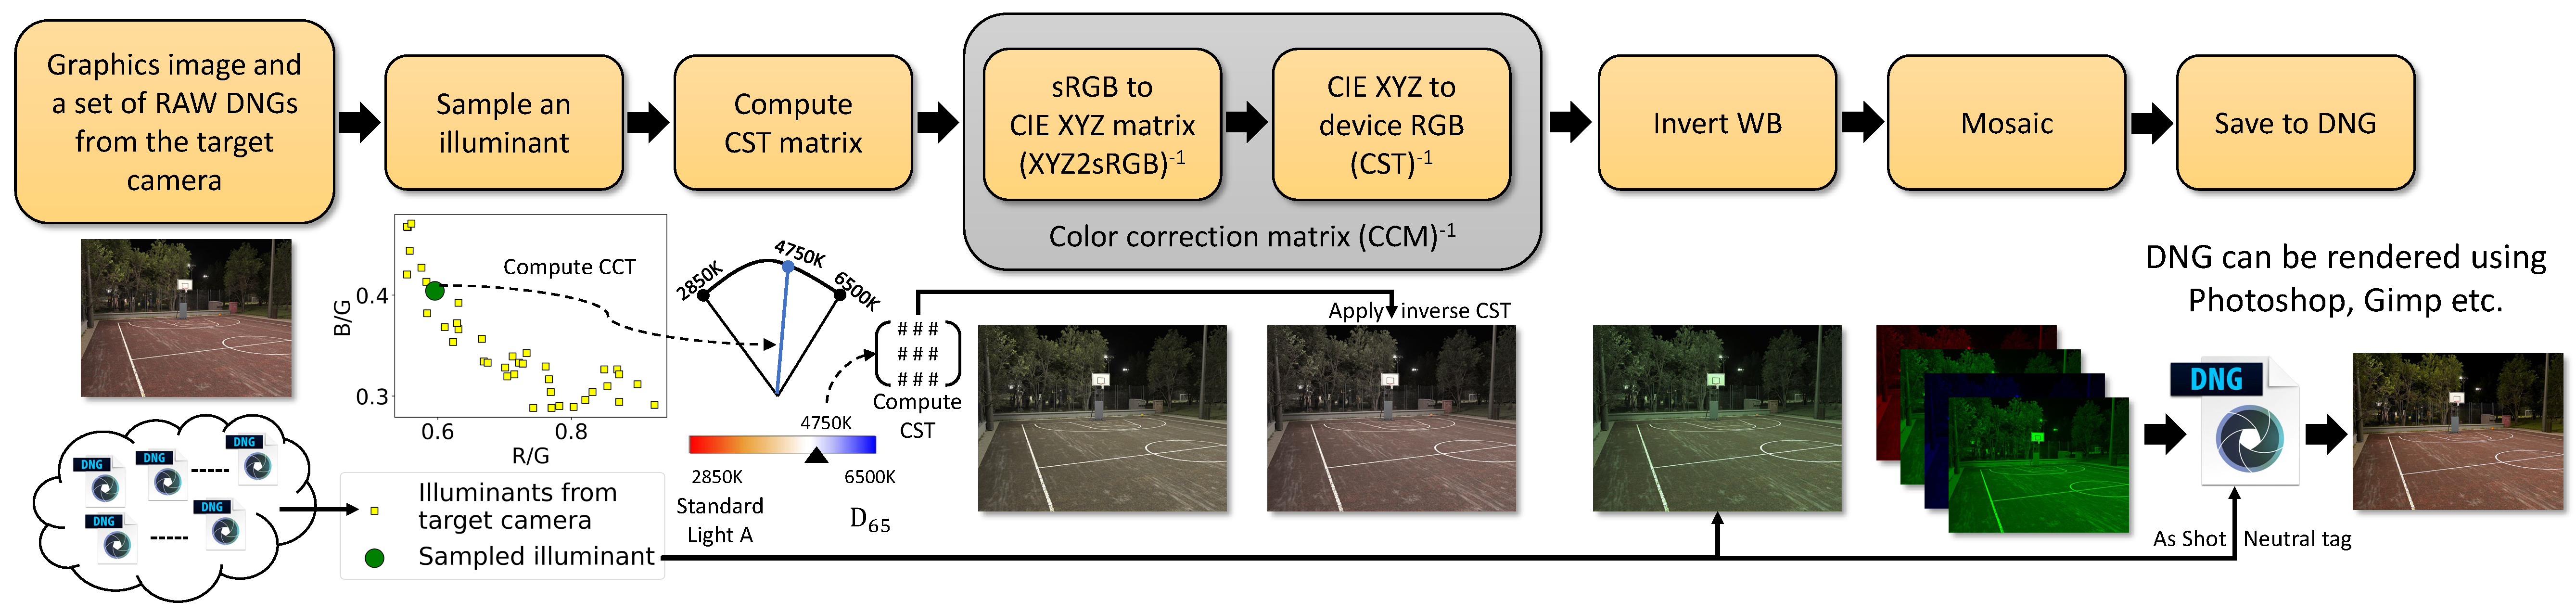 Graphics image and
a set of RAW DNGs
from the target
camera
Sample an
illuminant
Compute
CST matrix
sRGB to
CIE XYZ matrix
(XYZ2sRGB)-1
CIE XYZ to
device RGB
(CST)-1
Color correction matrix (CCM)-1
Invert WB
Mosaic
Save to DNG
DNG can be rendered using
Photoshop, Gimp etc.
Compute CCT
B/G
0.4
0.3
0.6
0.8
R/G
2850K
4750K
6500K
# # #
# # #
# # #
Compute
CST
Apply inverse CST
4750K
2850K
6500K
Standard
Light A
D65
DNG
DNG
DNG
DNG
DNG
Illuminants from
target camera
Sampled illuminant
DNG
As Shot Neutral tag